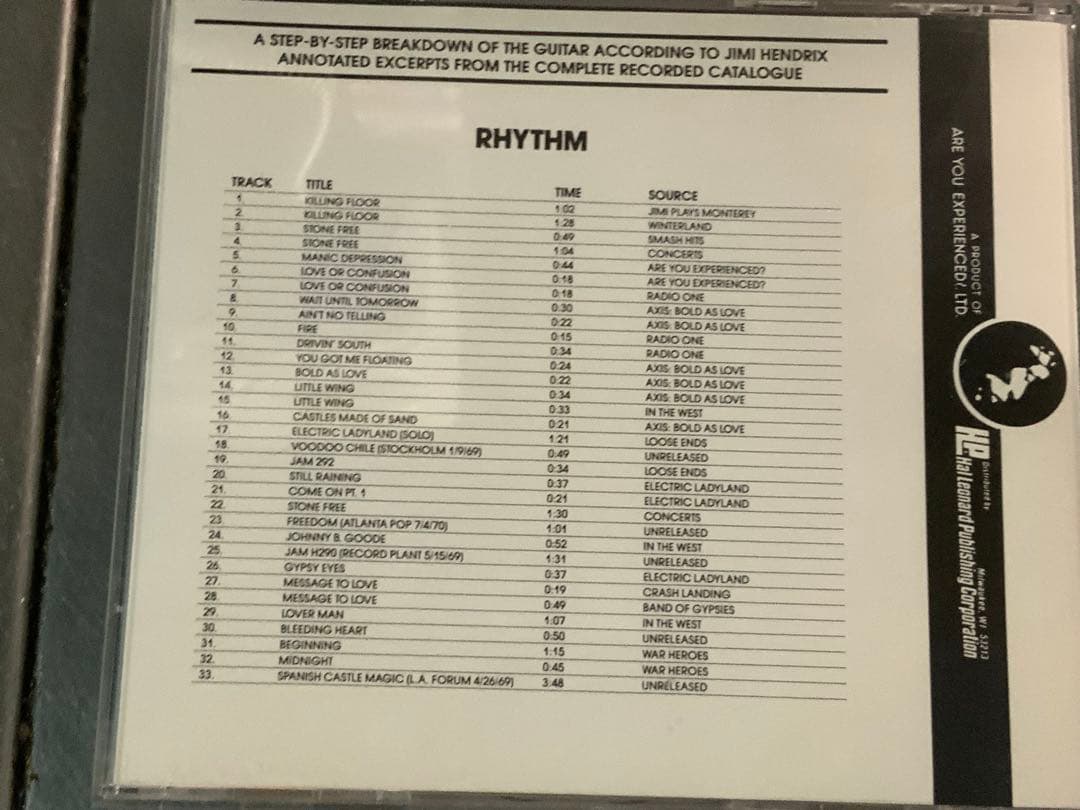 A STEP-BY-STEP BREAKDOWN OF THE GUITAR ACCORDING TO JIMI HENDRIX
ANNOTATED EXCERPTS FROM THE COMPLETE RECORDED CATALOGUE
RHYTHM
TRACK TITLE TIME SOURCE
1. KILLING FLOOR 1:02 JIMI PLAYS MONTEREY
2. KILLING FLOOR 1:28 WINTERLAND
3. STONE FREE 0:49 SMASH HITS
4. STONE FREE 1:04 CONCERTS
5. MANIC DEPRESSION 0:44 ARE YOU EXPERIENCED?
6. LOVE OR CONFUSION 0:18 ARE YOU EXPERIENCED?
7. LOVE OR CONFUSION 0:18 RADIO ONE
8. WAIT UNTIL TOMORROW 0:30 AXIS: BOLD AS LOVE
9. AIN'T NO TELLING 0:22 AXIS: BOLD AS LOVE
10. FIRE 0:15 RADIO ONE
11. DRIVIN' SOUTH 0:34 RADIO ONE
12. YOU GOT ME FLOATING 0:24 AXIS: BOLD AS LOVE
13. BOLD AS LOVE 0:22 AXIS: BOLD AS LOVE
14. LITTLE WING 0:34 AXIS: BOLD AS LOVE
15. LITTLE WING 0:33 IN THE WEST
16. CASTLES MADE OF SAND 0:21 AXIS: BOLD AS LOVE
17. ELECTRIC LADYLAND (SOLO) 1:21 LOOSE ENDS
18. VOODOO CHILE (STOCKHOLM 1/9/69) 0:49 UNRELEASED
19. JAM 292 0:34 LOOSE ENDS
20. STILL RAINING 0:37 ELECTRIC LADYLAND
21. COME ON PT. 1 0:21 ELECTRIC LADYLAND
22. STONE FREE 1:30 CONCERTS
23. FREEDOM (ATLANTA POP 7/4/70) 1:01 UNRELEASED
24. JOHNNY B. GOODE 0:52 IN THE WEST
25. JAM H290 (RECORD PLANT 5/15/69) 1:31 UNRELEASED
26. GYPSY EYES 0:37 ELECTRIC LADYLAND
27. MESSAGE TO LOVE 0:19 CRASH LANDING
28. MESSAGE TO LOVE 0:49 BAND OF GYPSIES
29. LOVER MAN 1:07 IN THE WEST
30. BLEEDING HEART 0:50 UNRELEASED
31. BEGINNING 1:15 WAR HEROES
32. MIDNIGHT 0:45 WAR HEROES
33. SPANISH CASTLE MAGIC (L.A. FORUM 4/26/69) 3:48 UNRELEASED
A PRODUCT OF
ARE YOU EXPERIENCED?, LTD.
Distributed by
HLP Hal Leonard Publishing Corporation
Milwaukee, WI 53213